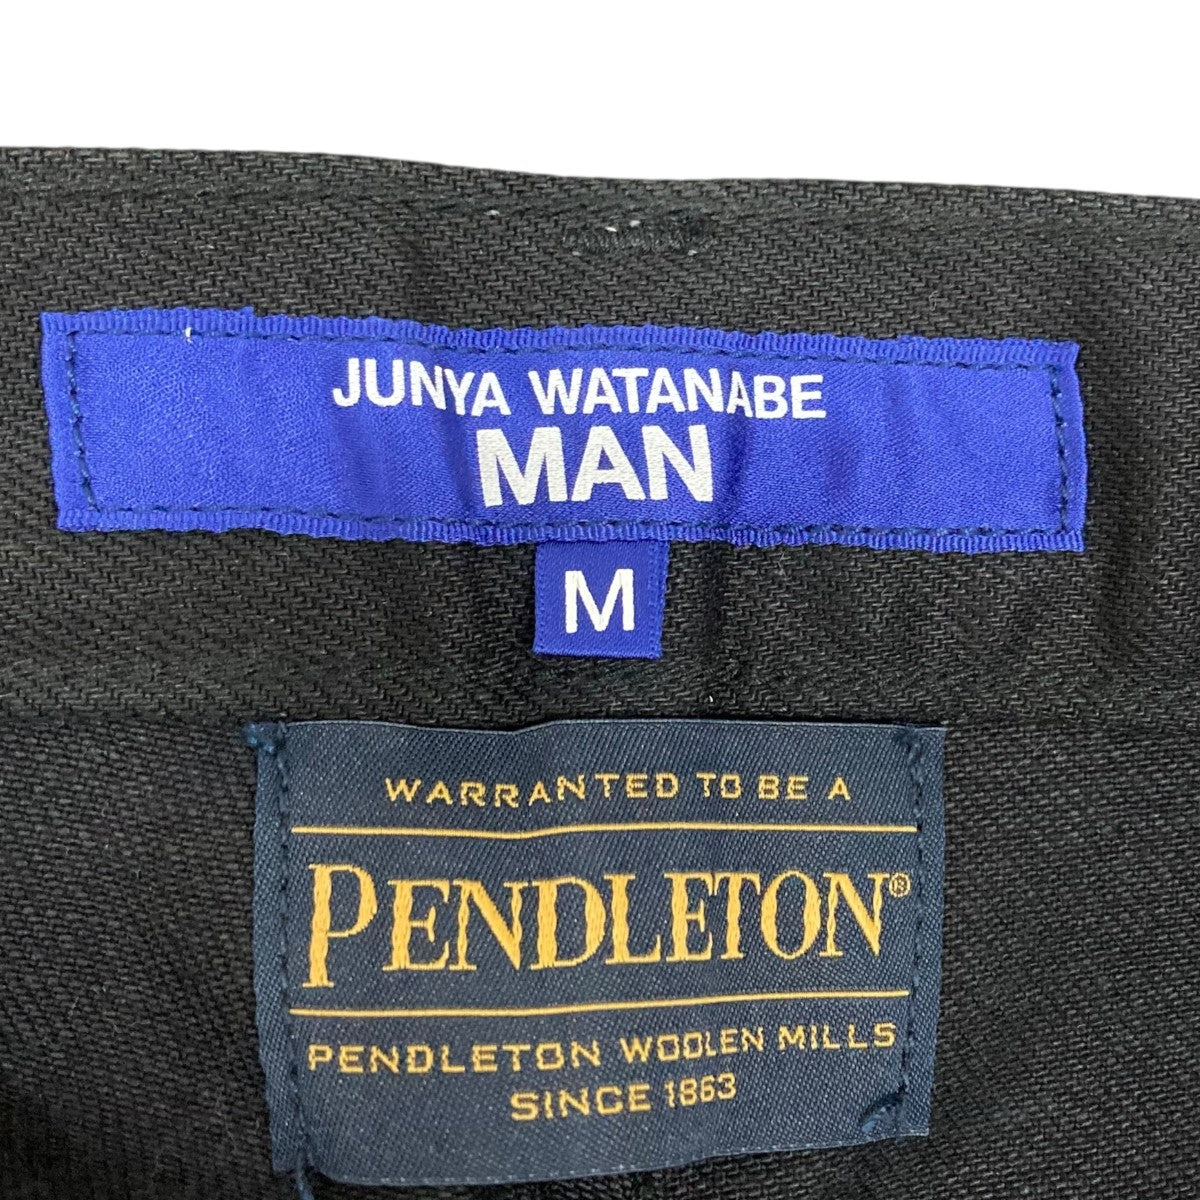 JUNYA WATANABE
MAN
M
WARRANTED TO BE A
PENDLETON®
PENDLETON WOOLEN MILLS
SINCE 1863